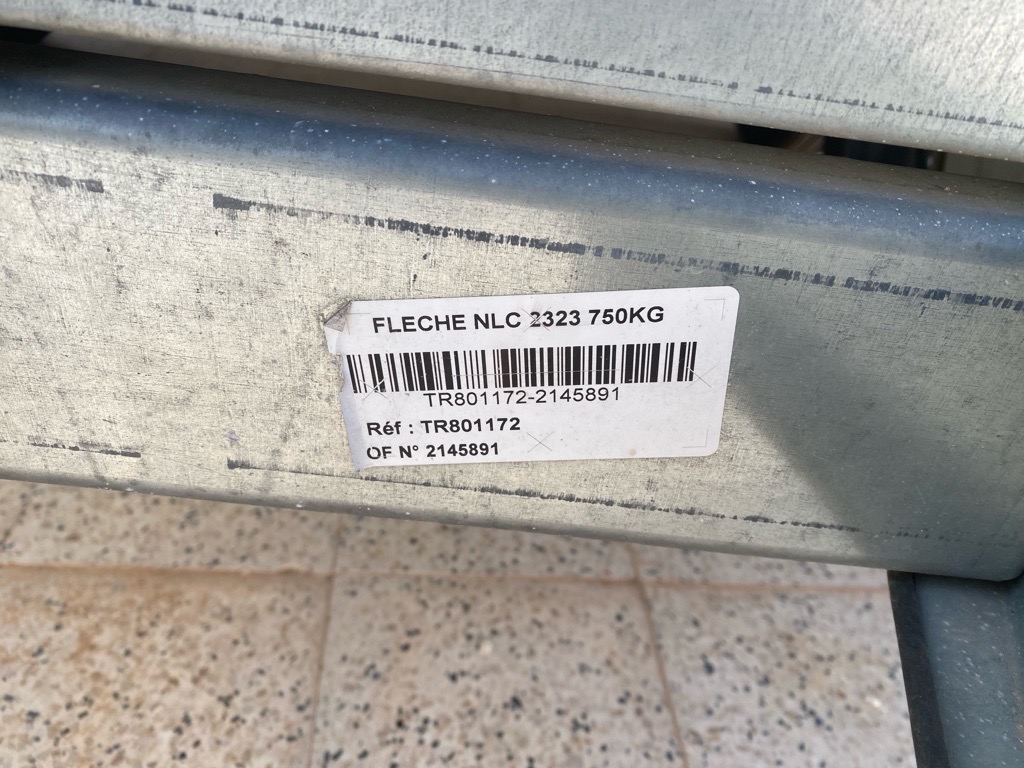 FLECHE NLC 2323 750KG
TR801172-2145891
Réf : TR801172
OF N° 2145891